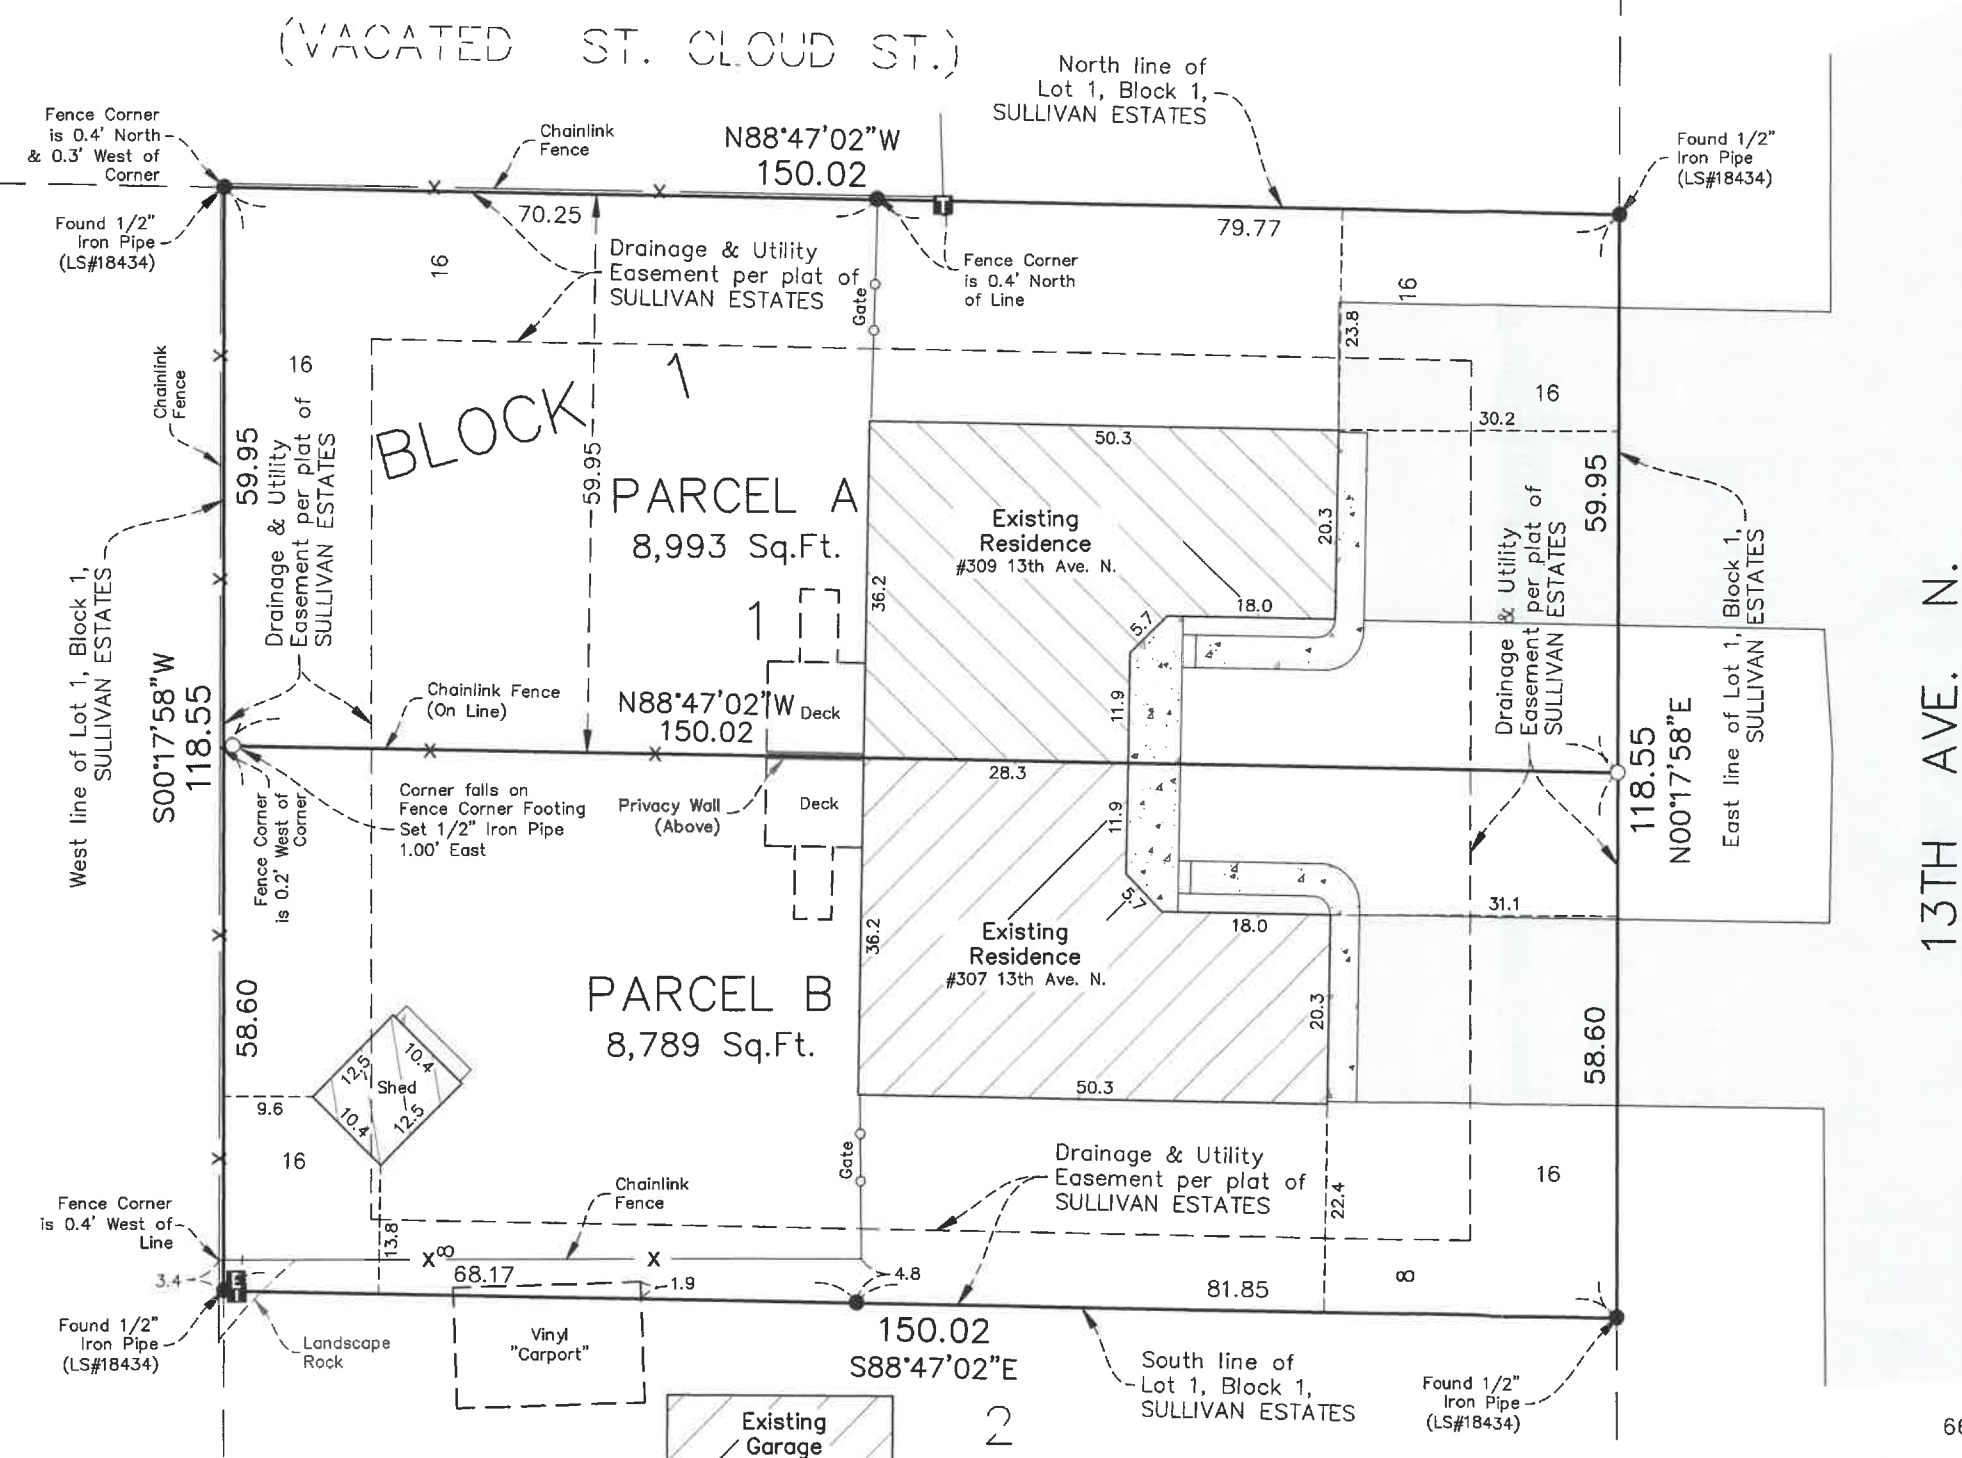 (VACATED ST. CLOUD ST.)
North line of
Lot 1, Block 1,
SULLIVAN ESTATES
Fence Corner
is 0.4' North
& 0.3' West of
Corner
Chainlink
Fence
N88°47'02"W
150.02
Found 1/2"
Iron Pipe
(LS#18434)
Found 1/2"
Iron Pipe
(LS#18434)
70.25
T
79.77
Drainage & Utility
Easement per plat of
SULLIVAN ESTATES
Fence Corner
is 0.4' North
of Line
16
16
Gate
23.8
16
16
Chainlink
Fence
BLOCK 1
30.2
50.3
59.95
59.95
59.95
Drainage & Utility
Easement per plat of
SULLIVAN ESTATES
PARCEL A
8,993 Sq.Ft.
Existing
Residence
#309 13th Ave. N.
20.3
36.2
18.0
5.7
1
Drainage & Utility
Easement per plat of
SULLIVAN ESTATES
West line of Lot 1, Block 1,
SULLIVAN ESTATES
East line of Lot 1, Block 1,
SULLIVAN ESTATES
13TH AVE. N.
S00°17'58"W
118.55
Chainlink Fence
(On Line)
N88°47'02"W
150.02
Deck
11.9
28.3
118.55
N00°17'58"E
Corner falls on
Fence Corner Footing
Set 1/2" Iron Pipe
1.00' East
Fence Corner
is 0.2' West of
Corner
Privacy Wall
(Above)
Deck
11.9
5.7
31.1
18.0
36.2
Existing
Residence
#307 13th Ave. N.
PARCEL B
8,789 Sq.Ft.
20.3
58.60
58.60
12.5
10.4
Shed
10.4
12.5
9.6
50.3
16
Gate
Drainage & Utility
Easement per plat of
SULLIVAN ESTATES
16
22.4
Fence Corner
is 0.4' West of
Line
Chainlink
Fence
13.8
8
3.4
E
T
68.17
1.9
4.8
81.85
8
Found 1/2"
Iron Pipe
(LS#18434)
Landscape
Rock
Vinyl
"Carport"
150.02
S88°47'02"E
South line of
Lot 1, Block 1,
SULLIVAN ESTATES
Found 1/2"
Iron Pipe
(LS#18434)
Existing
Garage
2
66